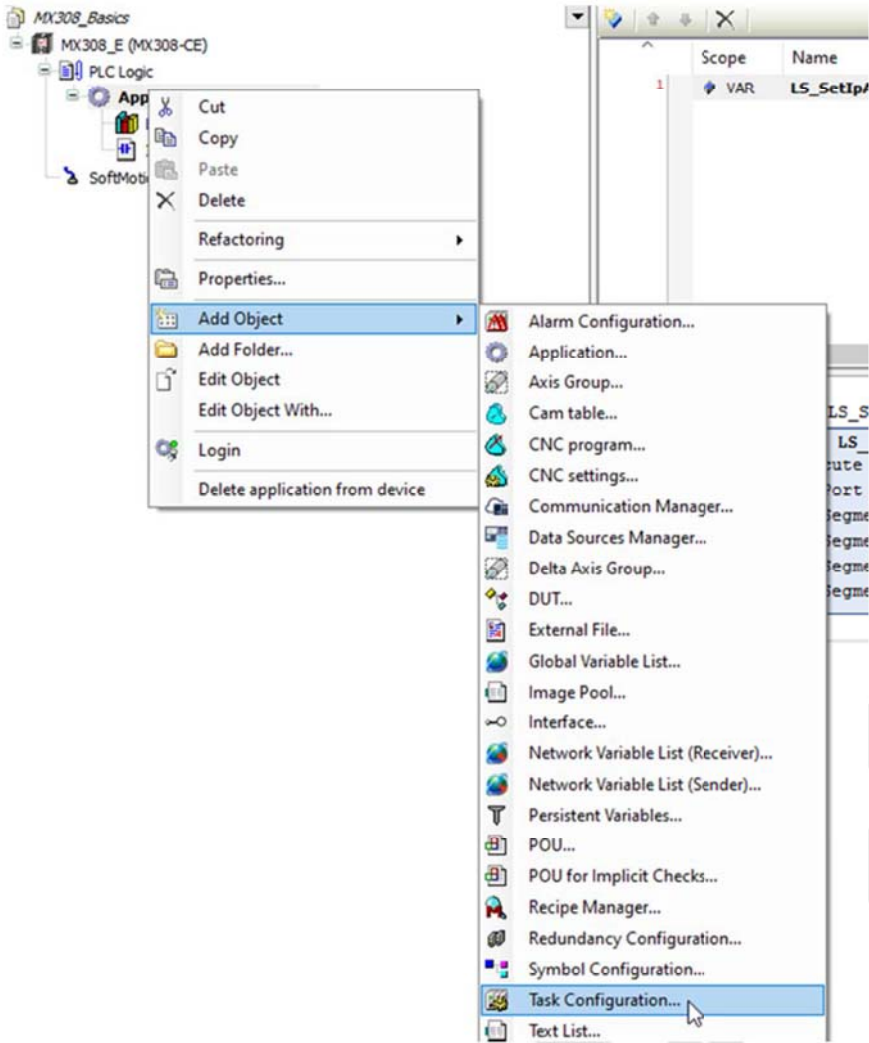 MX308_Basics
MX308_E (MX308-CE)
PLC Logic
App
SoftMoti
Cut
Copy
Paste
Delete
Refactoring
Properties...
Add Object
Add Folder...
Edit Object
Edit Object With...
Login
Delete application from device
Alarm Configuration...
Application...
Axis Group...
Cam table...
CNC program...
CNC settings...
Communication Manager...
Data Sources Manager...
Delta Axis Group...
DUT...
External File...
Global Variable List...
Image Pool...
Interface...
Network Variable List (Receiver)...
Network Variable List (Sender)...
Persistent Variables...
POU...
POU for Implicit Checks...
Recipe Manager...
Redundancy Configuration...
Symbol Configuration...
Task Configuration...
Text List...
Scope Name
1 VAR LS_SetIpA
LS_S
LS_
cute
Port
Segme
Segme
Segme
Segme